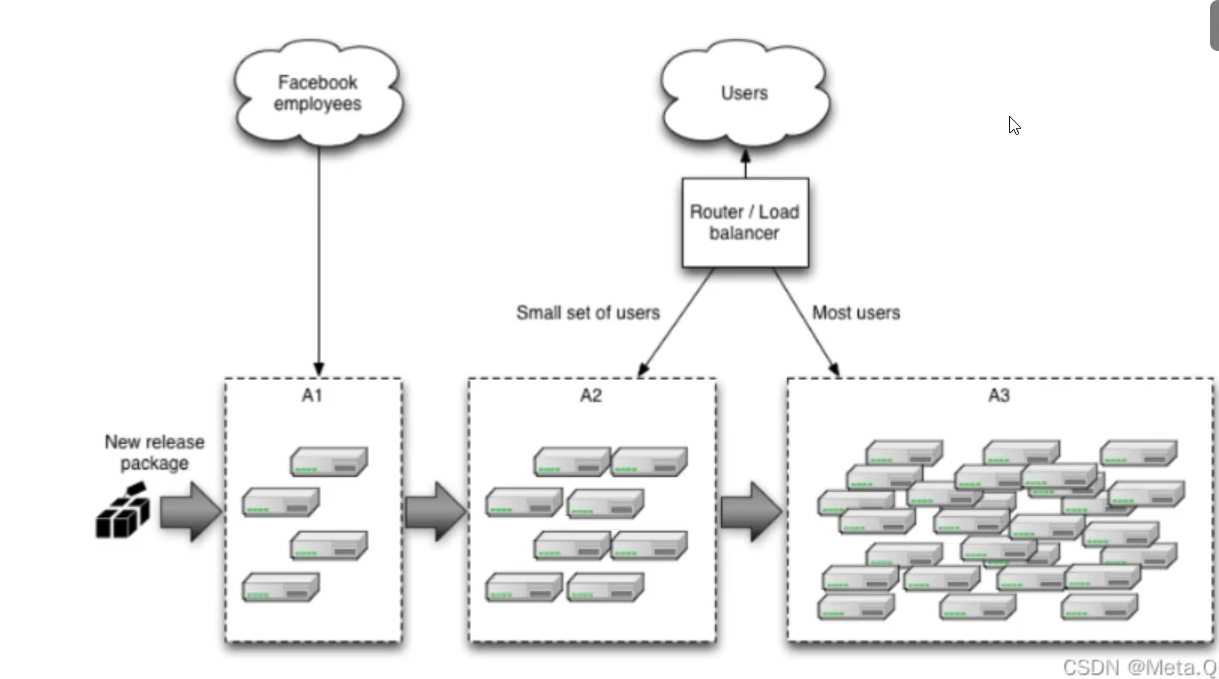 Facebook
employees
Users
Router / Load
balancer
Small set of users
Most users
A1
A2
A3
New release
package
CSDN @Meta.Q